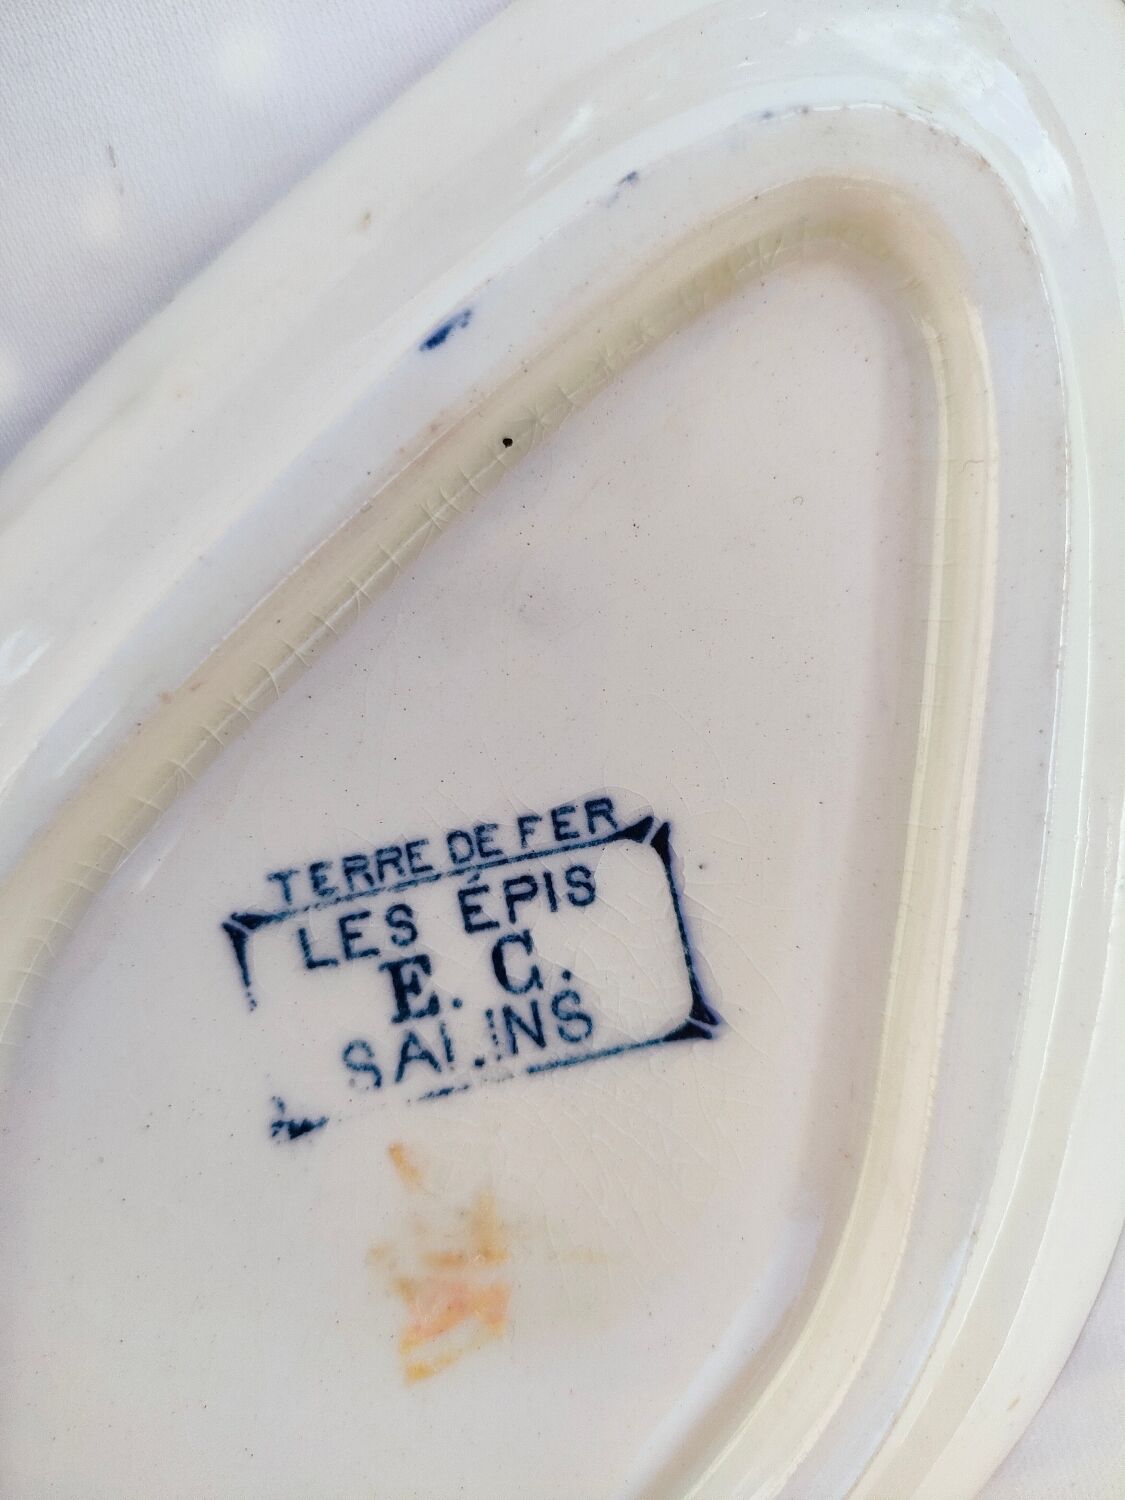 TERRE DE FER
LES ÉPIS
E. C.
SALINS